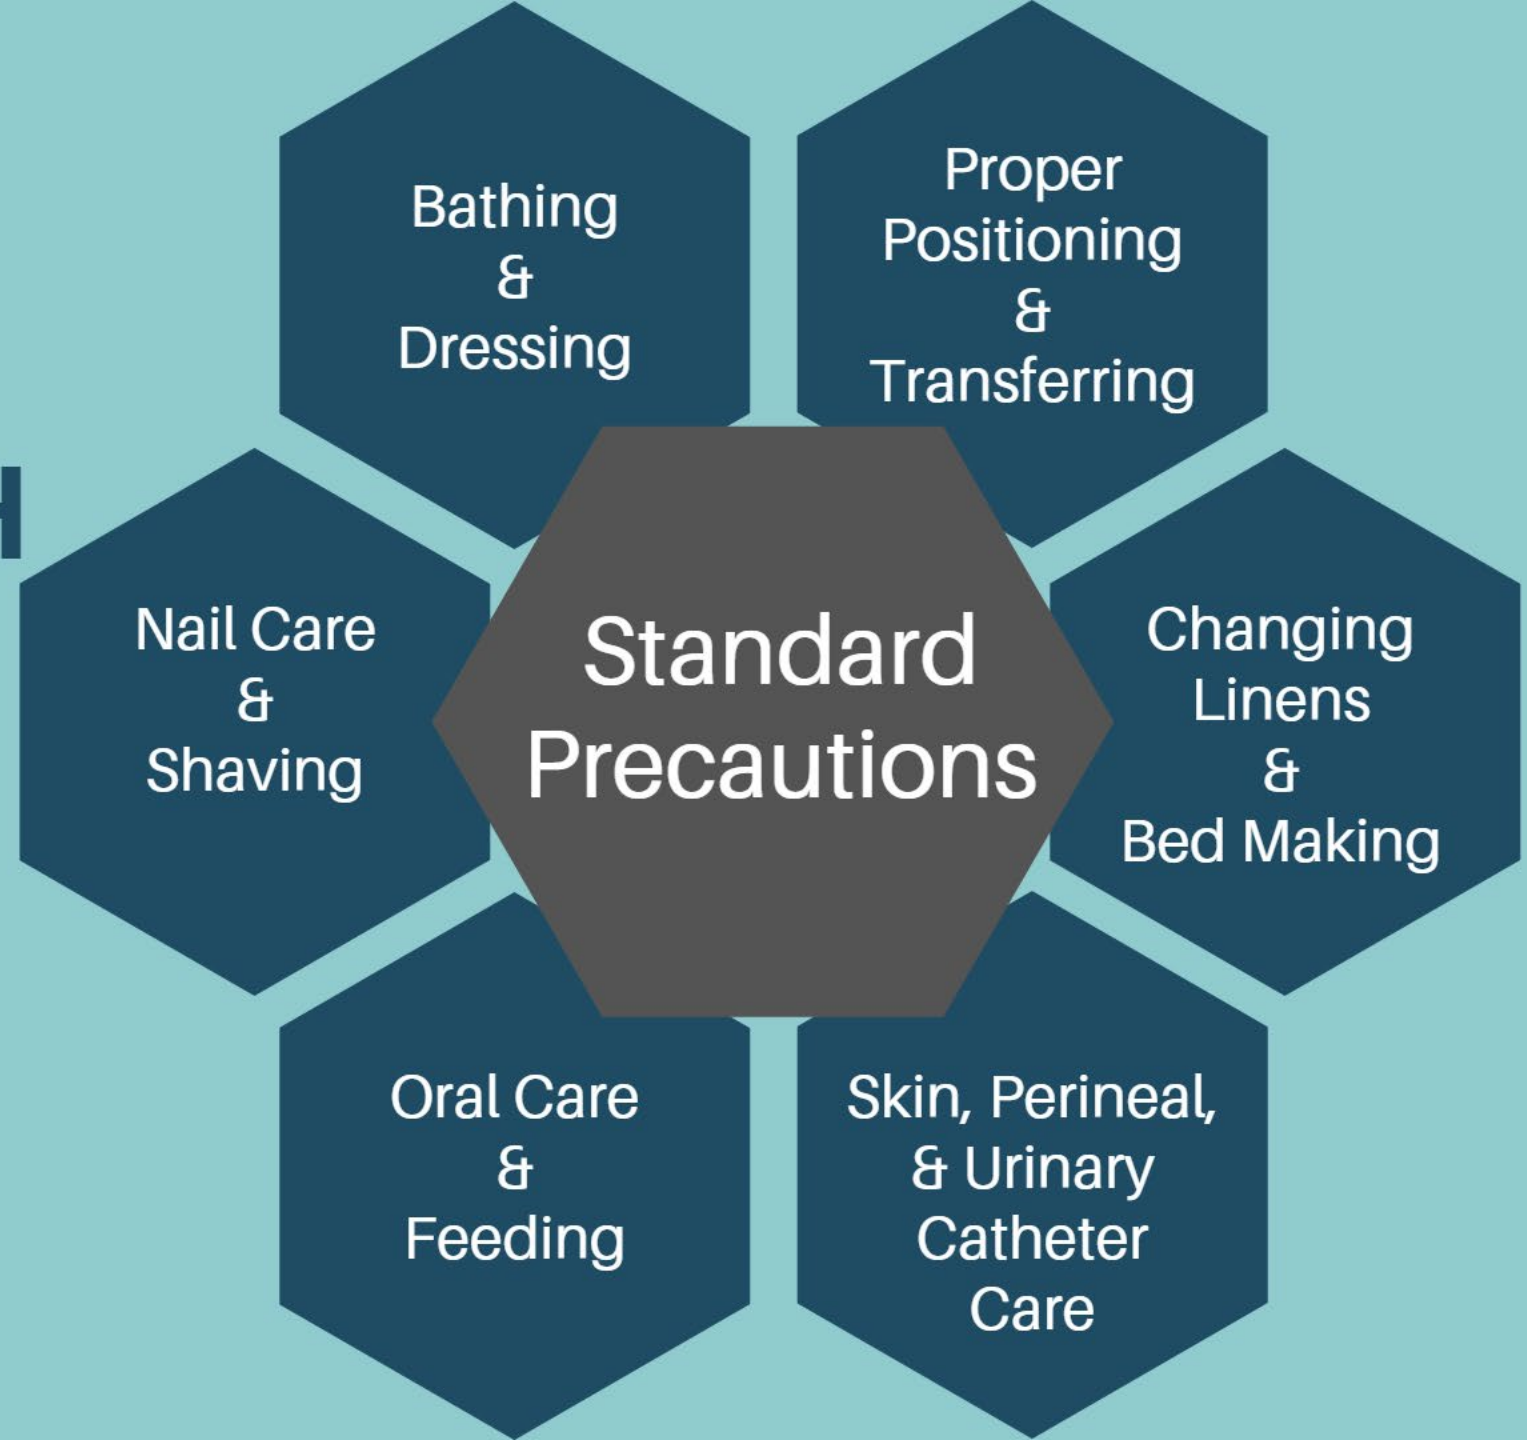 Bathing
&
Dressing
Proper
Positioning
&
Transferring
H
Nail Care
&
Shaving
Standard
Precautions
Changing
Linens
&
Bed Making
Oral Care
&
Feeding
Skin, Perineal,
& Urinary
Catheter
Care